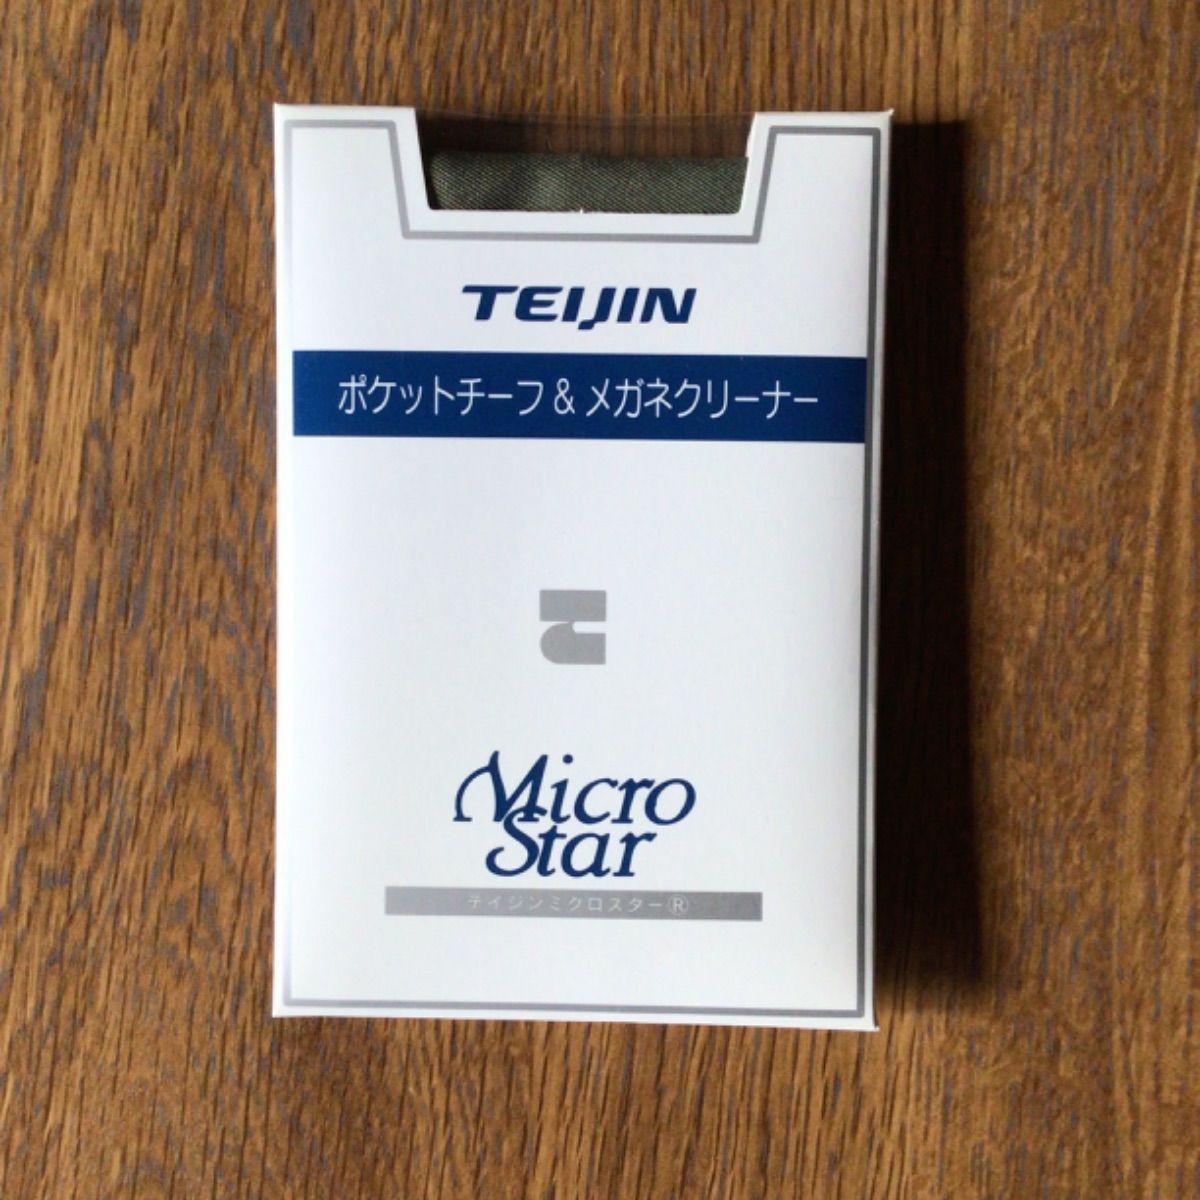 TEIJIN
ポケットチーフ & メガネクリーナー
Micro
Star
テイジンミクロスター®